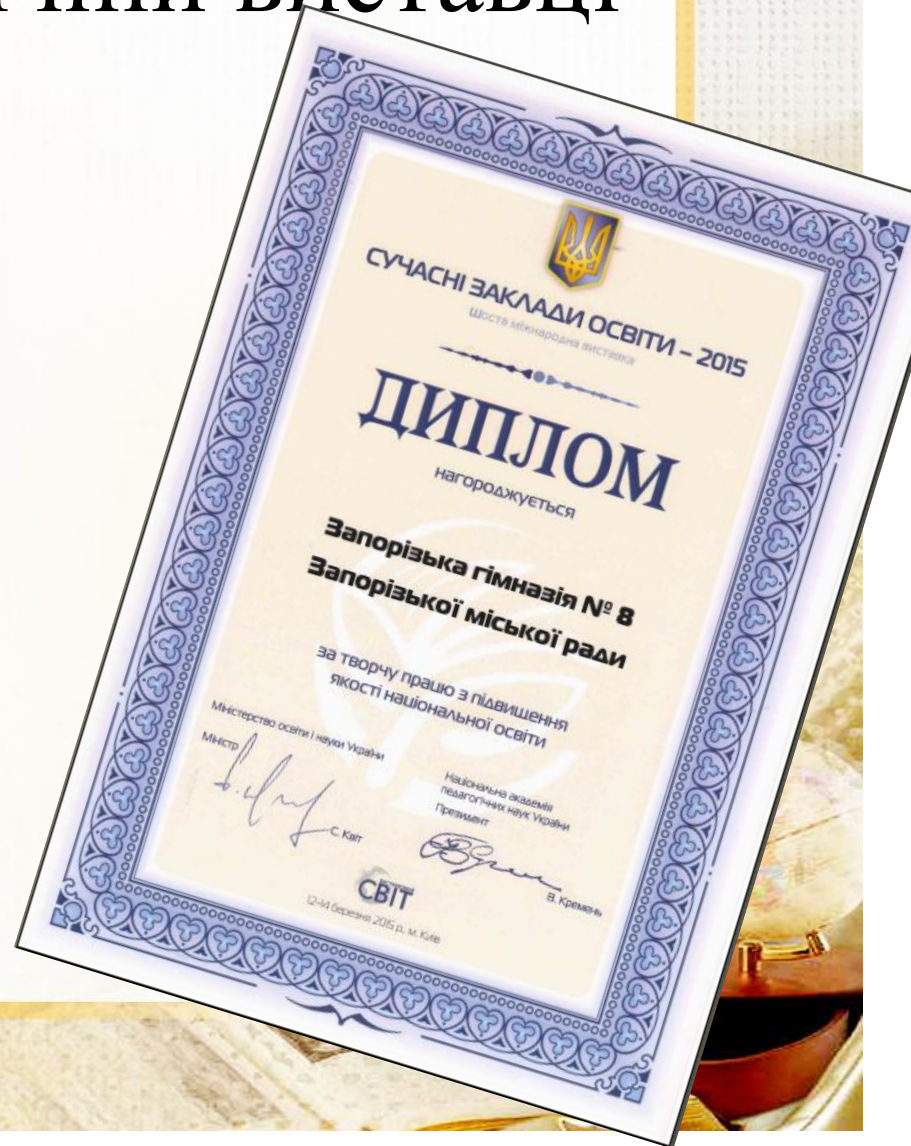 виставці
СУЧАСНІ ЗАКЛАДИ ОСВІТИ – 2015
Шоста міжнародна виставка
ДИПЛОМ
нагороджується
Запорізька гімназія № 8
Запорізької міської ради
за творчу працю з підвищення
якості національної освіти
Міністерство освіти і науки України
Міністр
С. Квіт
Національна академія
педагогічних наук України
Президент
В. Кремень
СВІТ
12-14 березня 2015 р., м. Київ